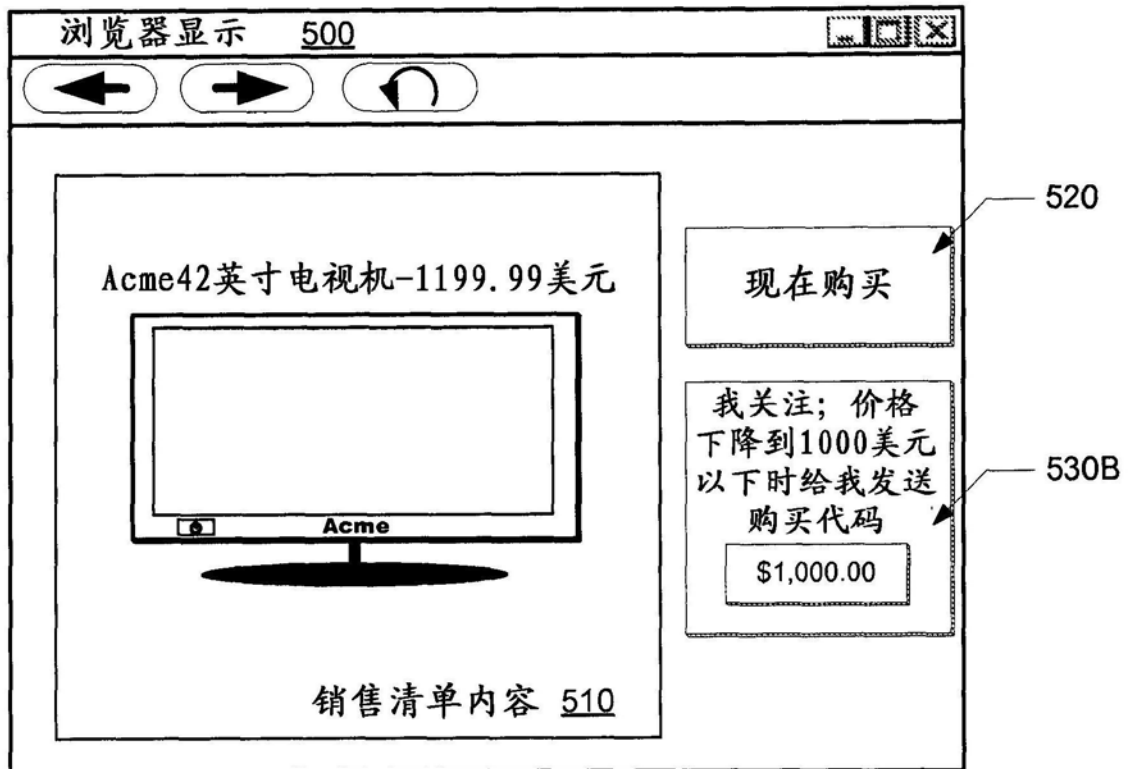 浏览器显示 500
520
Acme42英寸电视机-1199.99美元
现在购买
我关注; 价格
下降到1000美元
以下时给我发送
购买代码
530B
$1,000.00
Acme
销售清单内容 510